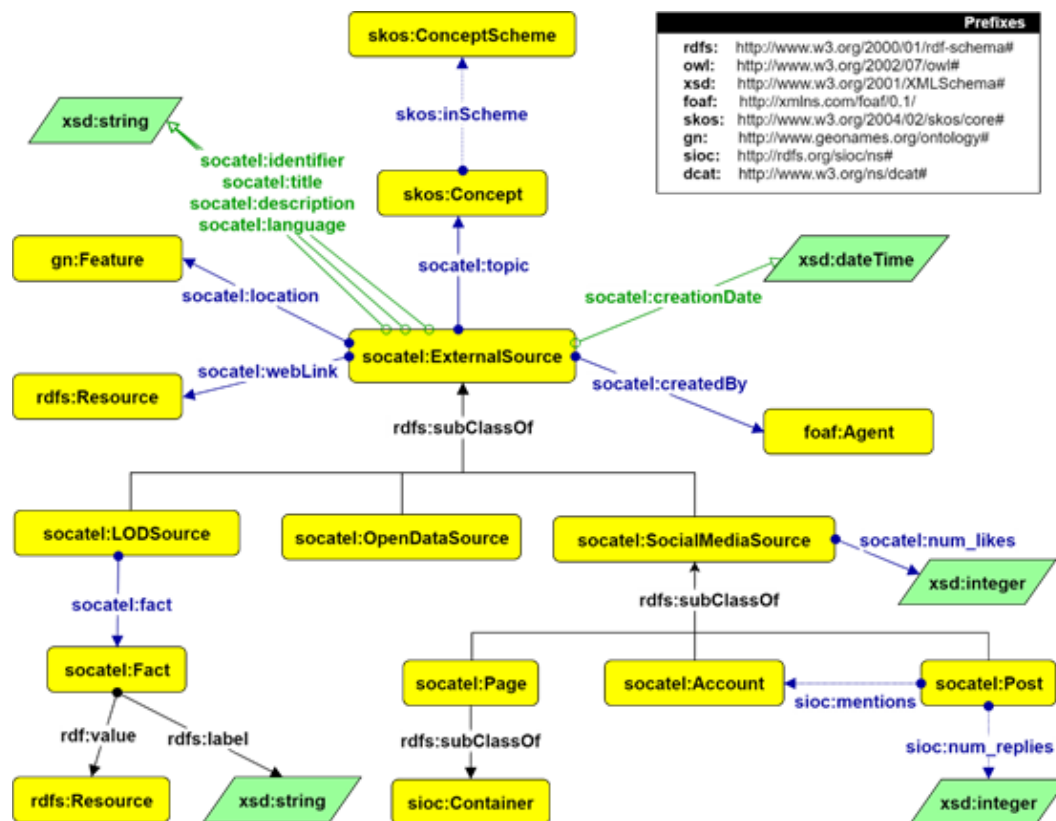 skos:ConceptScheme
Prefixes
rdfs: http://www.w3.org/2000/01/rdf-schema#
owl: http://www.w3.org/2002/07/owl#
xsd: http://www.w3.org/2001/XMLSchema#
foaf: http://xmlns.com/foaf/0.1/
skos: http://www.w3.org/2004/02/skos/core#
gn: http://www.geonames.org/ontology#
sioc: http://rdfs.org/sioc/ns#
dcat: http://www.w3.org/ns/dcat#
xsd:string
skos:inScheme
socatel:identifier
socatel:title
socatel:description
socatel:language
skos:Concept
gn:Feature
socatel:topic
xsd:dateTime
socatel:location
socatel:creationDate
socatel:ExternalSource
socatel:webLink
socatel:createdBy
rdfs:Resource
rdfs:subClassOf
foaf:Agent
socatel:LODSource
socatel:OpenDataSource
socatel:SocialMediaSource
socatel:num_likes
xsd:integer
socatel:fact
rdfs:subClassOf
socatel:Fact
socatel:Page
socatel:Account
socatel:Post
sioc:mentions
rdf:value
rdfs:label
rdfs:subClassOf
sioc:num_replies
rdfs:Resource
xsd:string
sioc:Container
xsd:integer